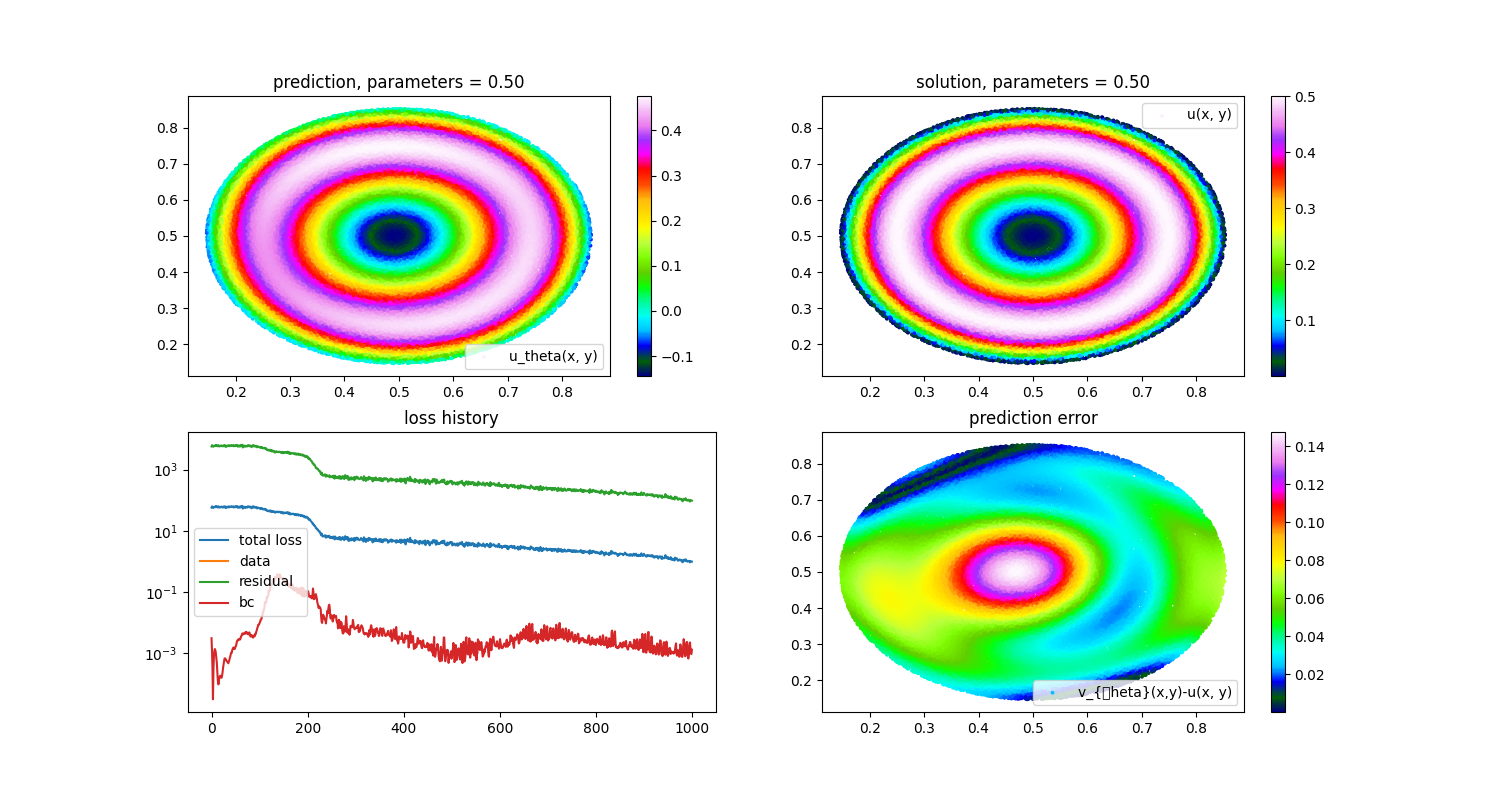 prediction, parameters = 0.50
0.8
0.7
0.6
0.5
0.4
0.3
0.2
u_theta(x, y)
0.2 0.3 0.4 0.5 0.6 0.7 0.8
0.4
0.3
0.2
0.1
0.0
−0.1
solution, parameters = 0.50
0.8
0.7
0.6
0.5
0.4
0.3
0.2
u(x, y)
0.2 0.3 0.4 0.5 0.6 0.7 0.8
0.5
0.4
0.3
0.2
0.1
loss history
10³
10¹
10⁻¹
10⁻³
total loss
data
residual
bc
0 200 400 600 800 1000
prediction error
0.8
0.7
0.6
0.5
0.4
0.3
0.2
v_{▯heta}(x,y)-u(x, y)
0.2 0.3 0.4 0.5 0.6 0.7 0.8
0.14
0.12
0.10
0.08
0.06
0.04
0.02